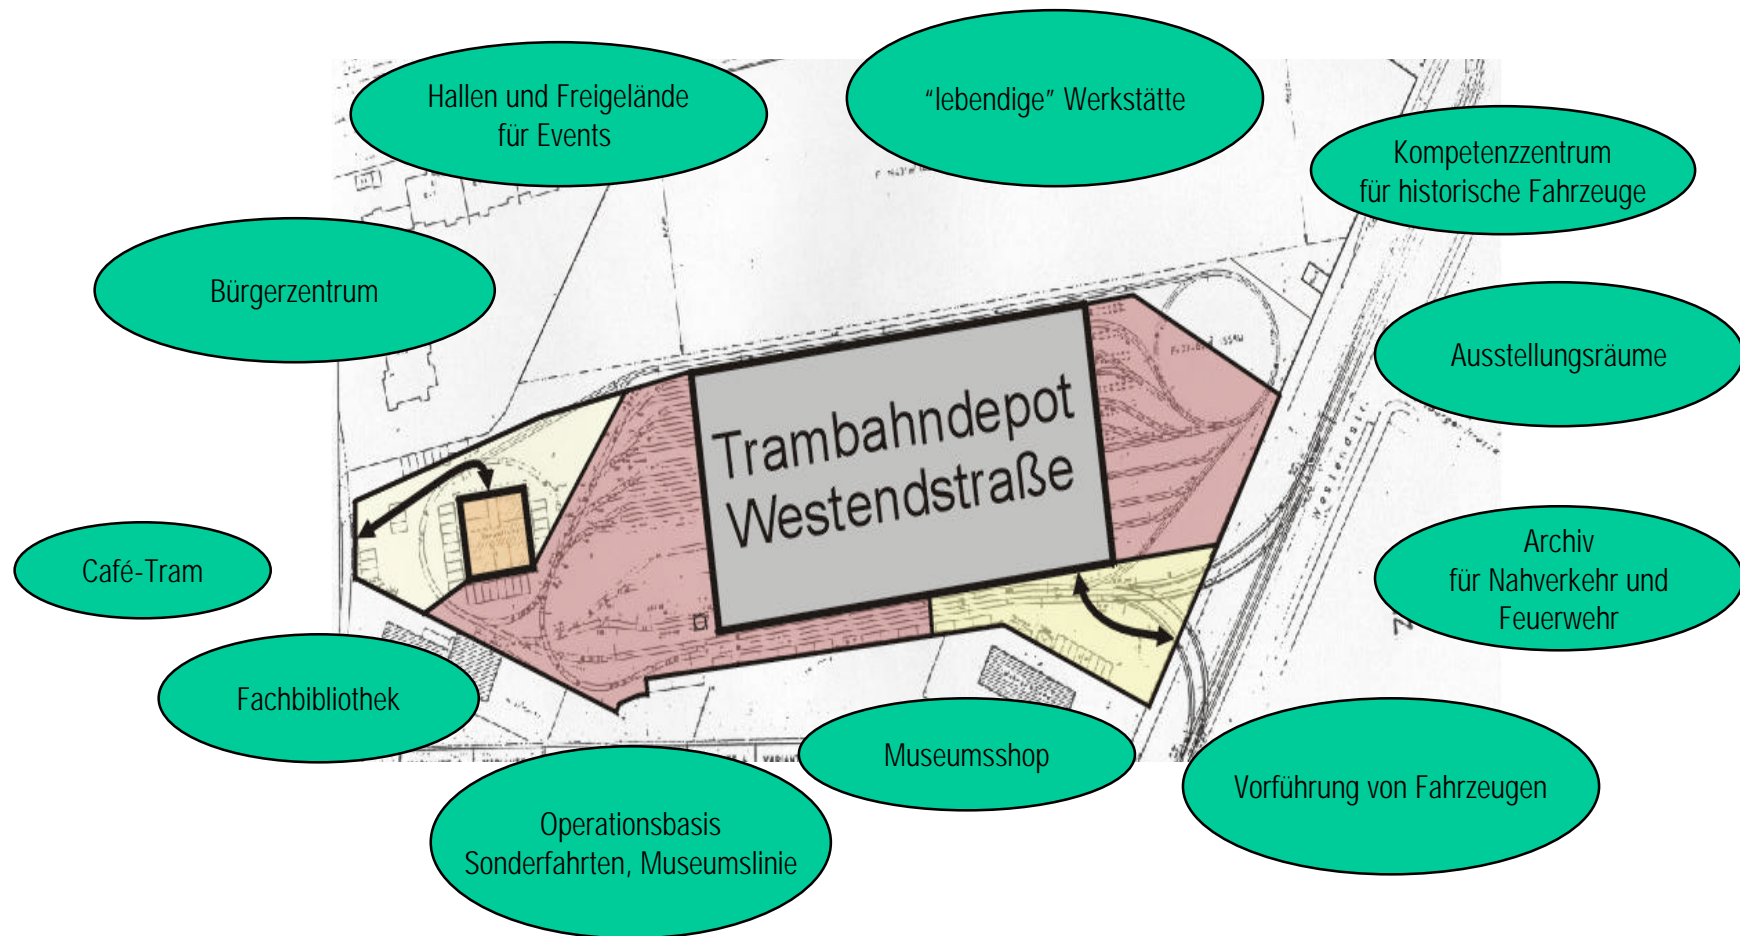 Hallen und Freigelände
für Events
“lebendige” Werkstätte
Kompetenzzentrum
für historische Fahrzeuge
Bürgerzentrum
Ausstellungsräume
Trambahndepot
Westendstraße
Westendstr.
Café-Tram
Archiv
für Nahverkehr und
Feuerwehr
Fachbibliothek
Museumsshop
Vorführung von Fahrzeugen
Operationsbasis
Sonderfahrten, Museumslinie